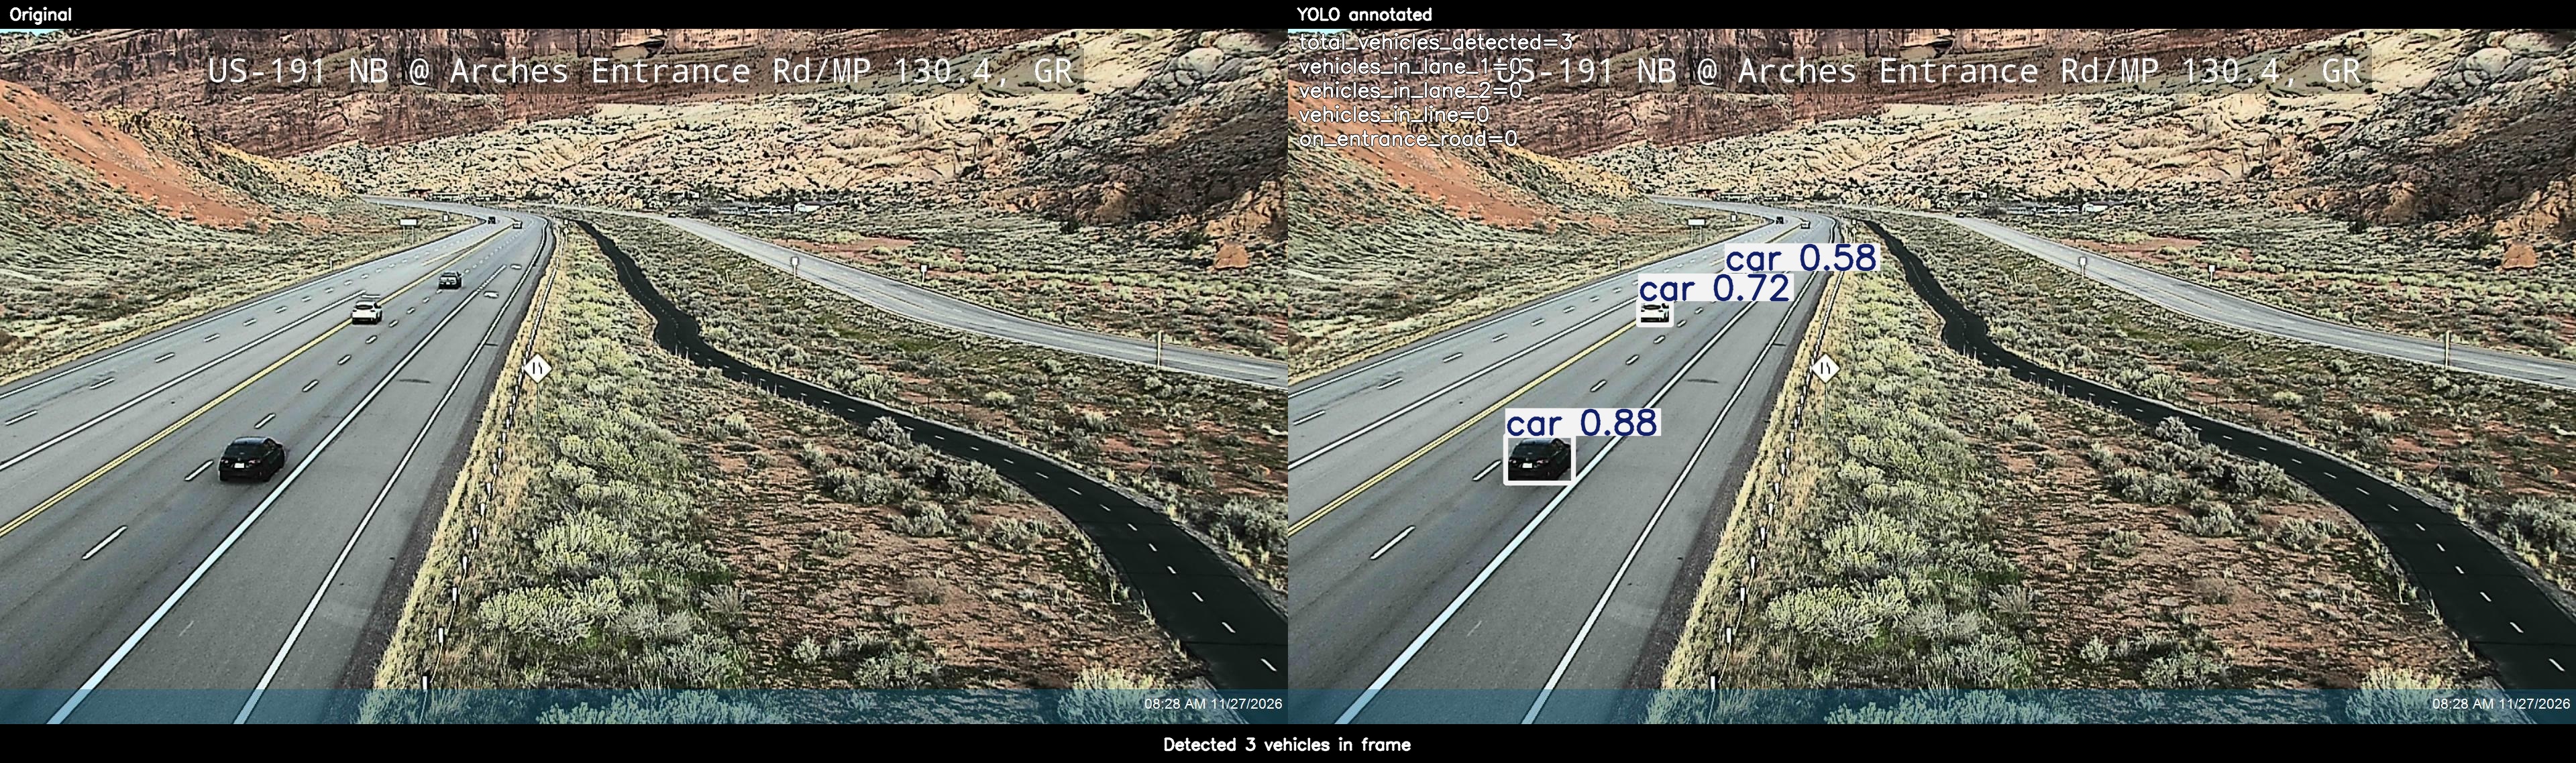 Original
US-191 NB @ Arches Entrance Rd/MP 130.4, GR
08:28 AM 11/27/2026
YOLO annotated
total_vehicles_detected=3
vehicles_in_lane_1=0
US-191 NB @ Arches Entrance Rd/MP 130.4, GR
vehicles_in_lane_2=0
vehicles_in_line=0
on_entrance_road=0
car 0.58
car 0.72
car 0.88
08:28 AM 11/27/2026
Detected 3 vehicles in frame